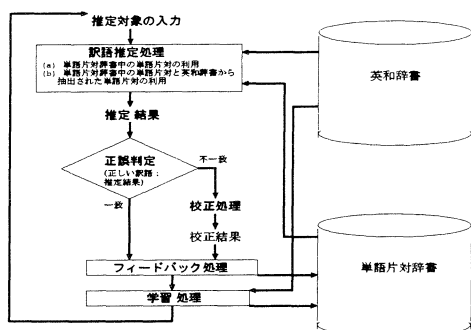 推定対象の入力
訳語推定処理
(a) 単語片対辞書中の単語片対の利用
(b) 単語片対辞書中の単語片対と英和辞書から
抽出された単語片対の利用
推定 結果
正誤判定
(正しい訳語：
推定結果)
不一致
一致
校正処理
校正結果
フィードバック処理
学習 処理
英和辞書
単語片対辞書